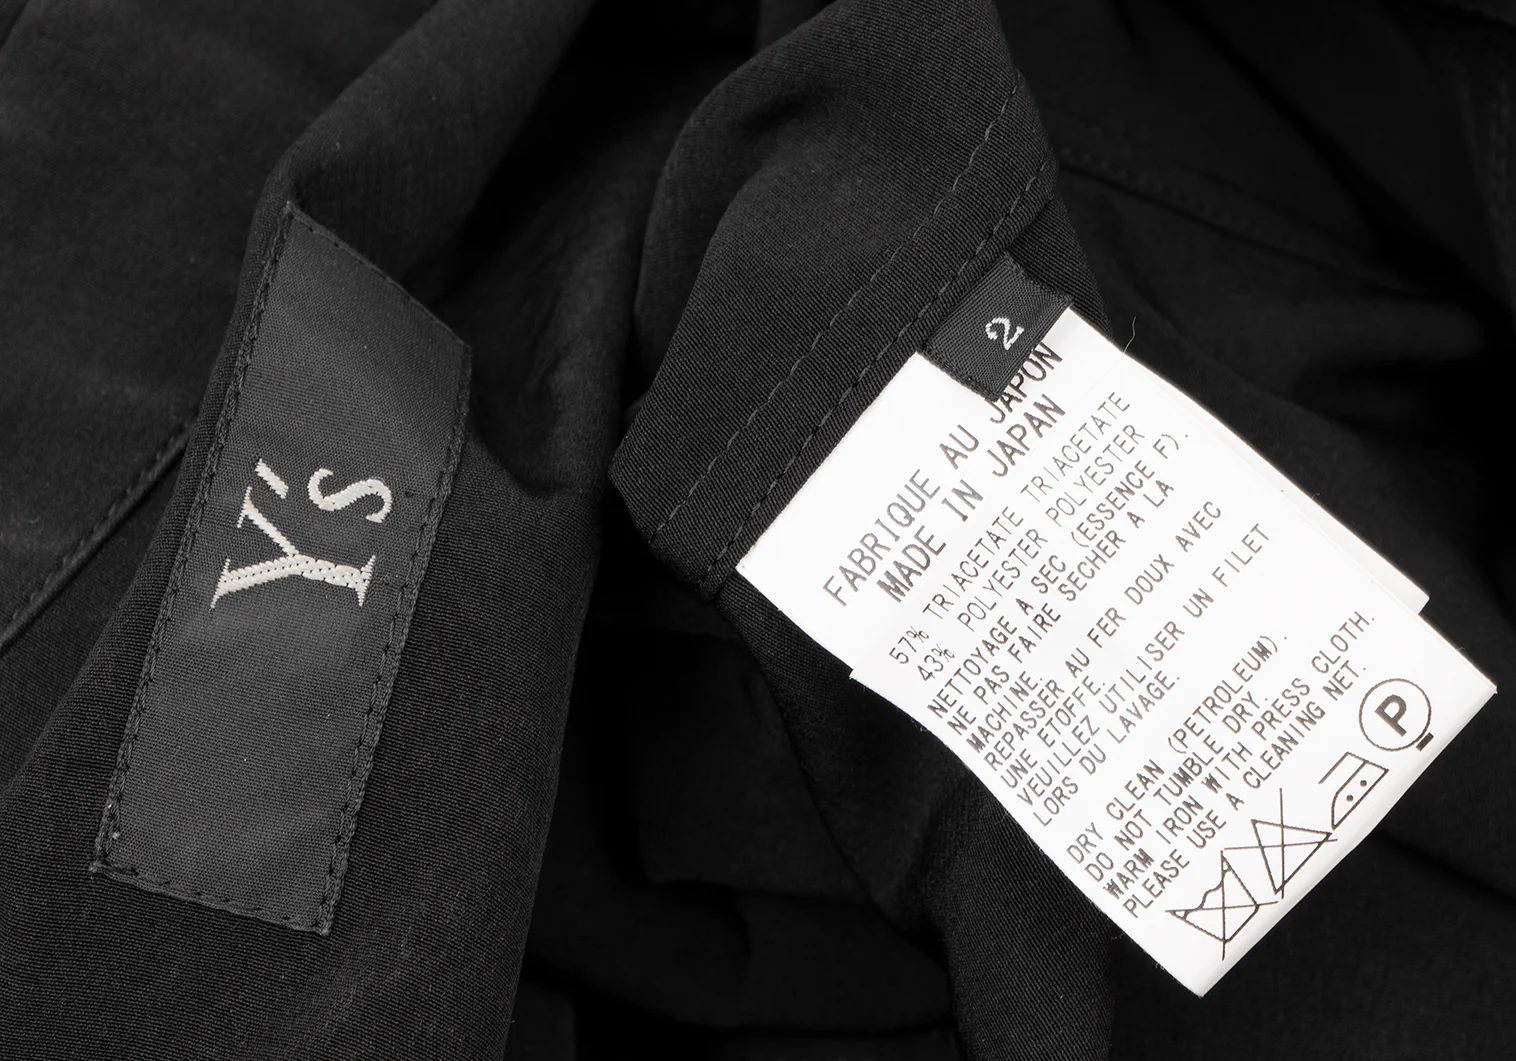 Y's
2
FABRIQUE AU JAPON
MADE IN JAPAN
57% TRIACETATE TRIACETATE
43% POLYESTER POLYESTER
NETTOYAGE A SEC (ESSENCE F).
NE PAS FAIRE SECHER A LA
MACHINE.
REPASSER AU FER DOUX AVEC
UNE ETOFFE.
VEUILLEZ UTILISER UN FILET
LORS DU LAVAGE.
DRY CLEAN (PETROLEUM).
DO NOT TUMBLE DRY.
WARM IRON WITH PRESS CLOTH.
PLEASE USE A CLEANING NET.
P